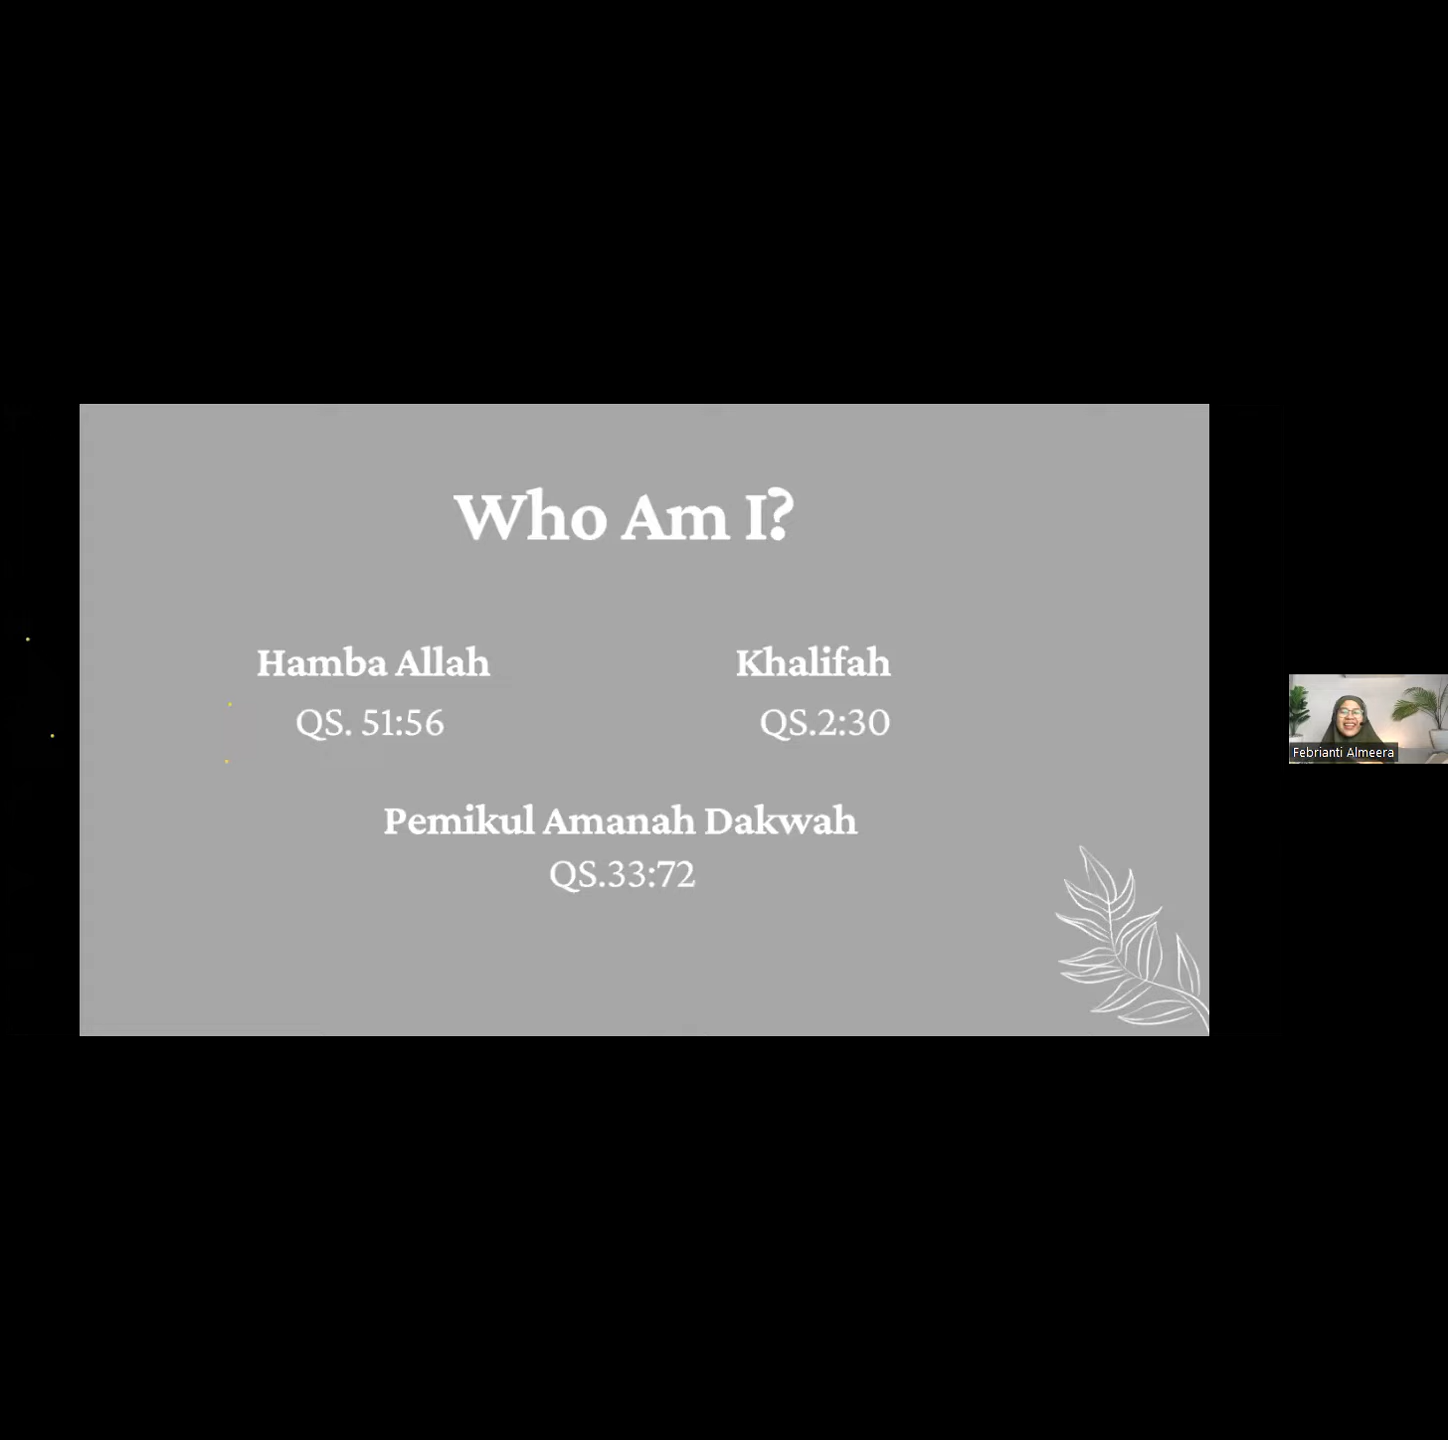 Who Am I?
Hamba Allah
QS. 51:56
Khalifah
QS.2:30
Pemikul Amanah Dakwah
QS.33:72
Febrianti Almeera